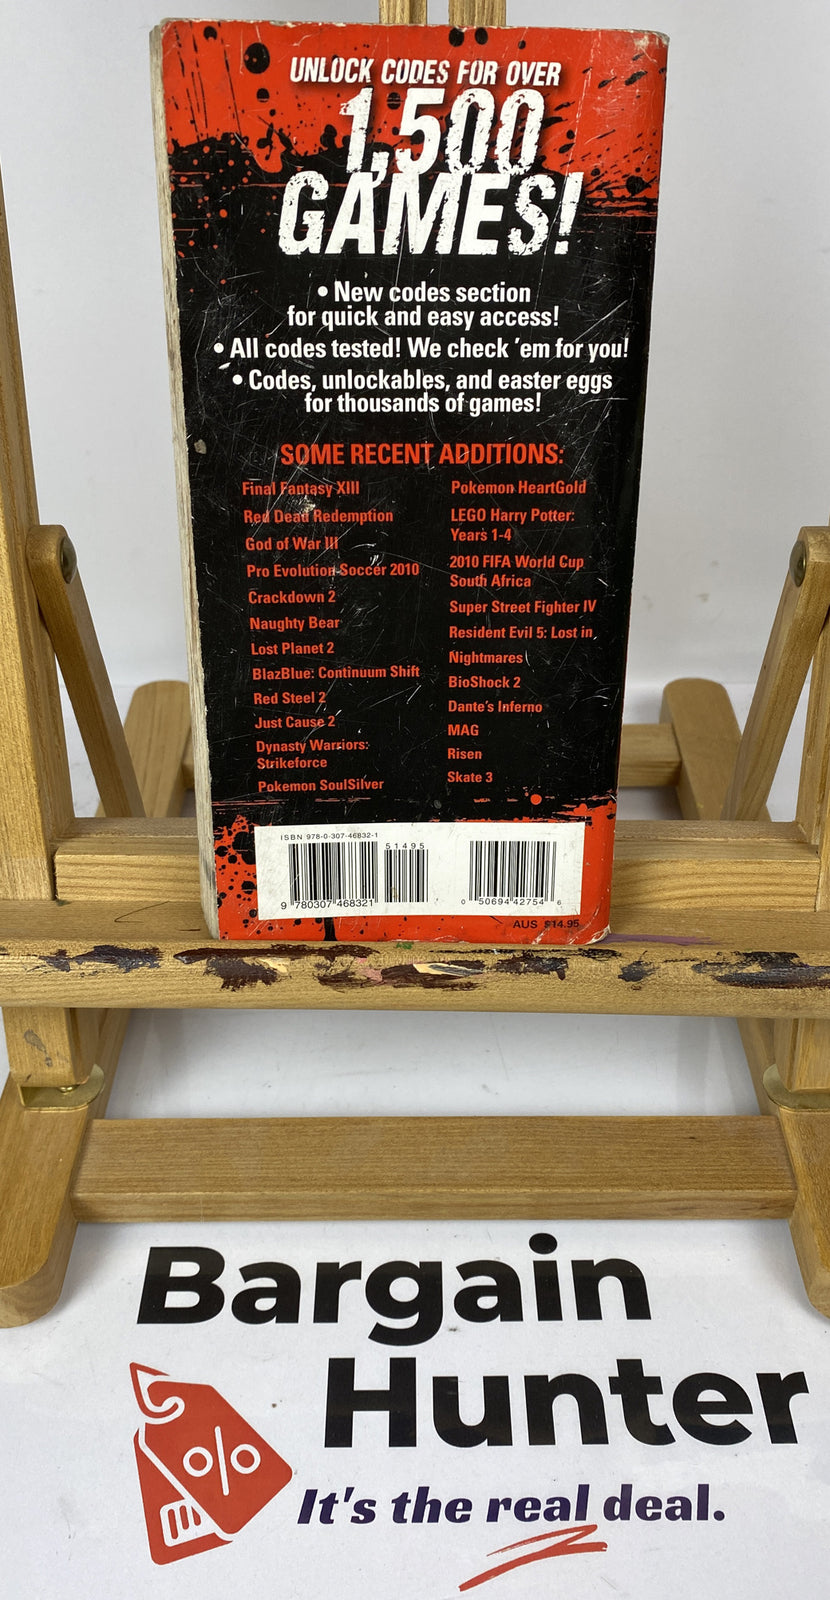 UNLOCK CODES FOR OVER
1,500
GAMES!
• New codes section
for quick and easy access!
• All codes tested! We check 'em for you!
• Codes, unlockables, and easter eggs
for thousands of games!
SOME RECENT ADDITIONS:
Final Fantasy XIII
Red Dead Redemption
God of War III
Pro Evolution Soccer 2010
Crackdown 2
Naughty Bear
Lost Planet 2
BlazBlue: Continuum Shift
Red Steel 2
Just Cause 2
Dynasty Warriors:
Strikeforce
Pokemon SoulSilver
Pokemon HeartGold
LEGO Harry Potter:
Years 1-4
2010 FIFA World Cup
South Africa
Super Street Fighter IV
Resident Evil 5: Lost in
Nightmares
BioShock 2
Dante's Inferno
MAG
Risen
Skate 3
ISBN 978-0-307-46832-1
51495
9 780307 468321
0 50694 42754 6
AUS $14.95
Bargain
Hunter
%
It's the real deal.